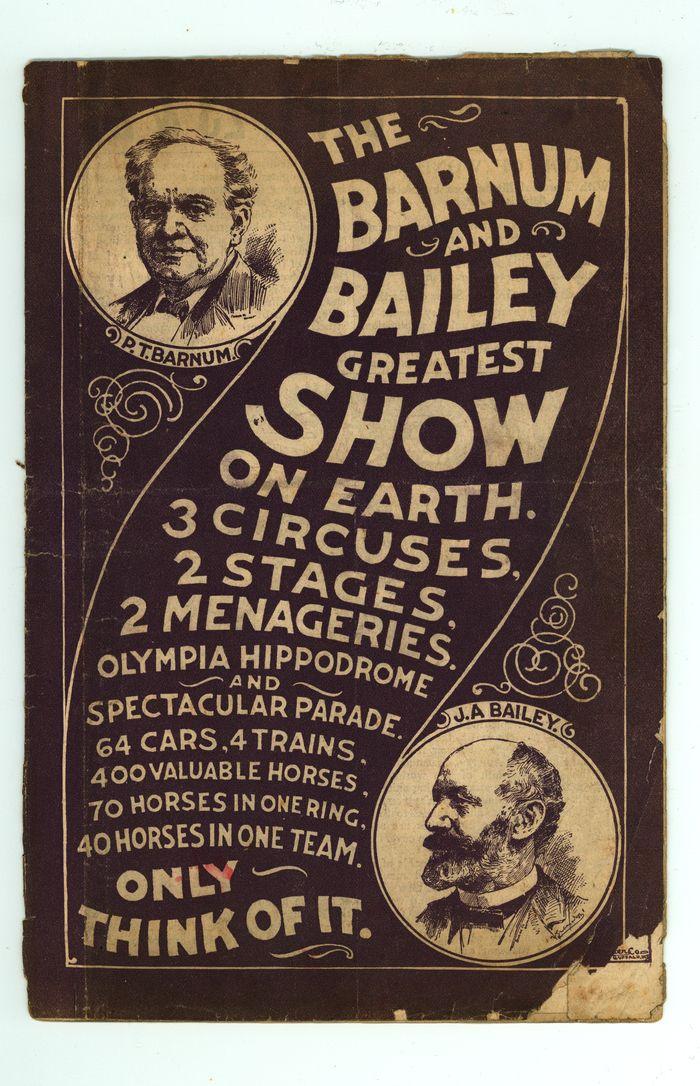 P.T. BARNUM.
THE
BARNUM
AND
BAILEY
GREATEST
SHOW
ON EARTH.
3 CIRCUSES,
2 STAGES,
2 MENAGERIES.
OLYMPIA HIPPODROME
AND
SPECTACULAR PARADE.
64 CARS, 4 TRAINS,
400 VALUABLE HORSES,
70 HORSES IN ONE RING,
40 HORSES IN ONE TEAM.
ONLY
THINK OF IT.
J.A BAILEY.